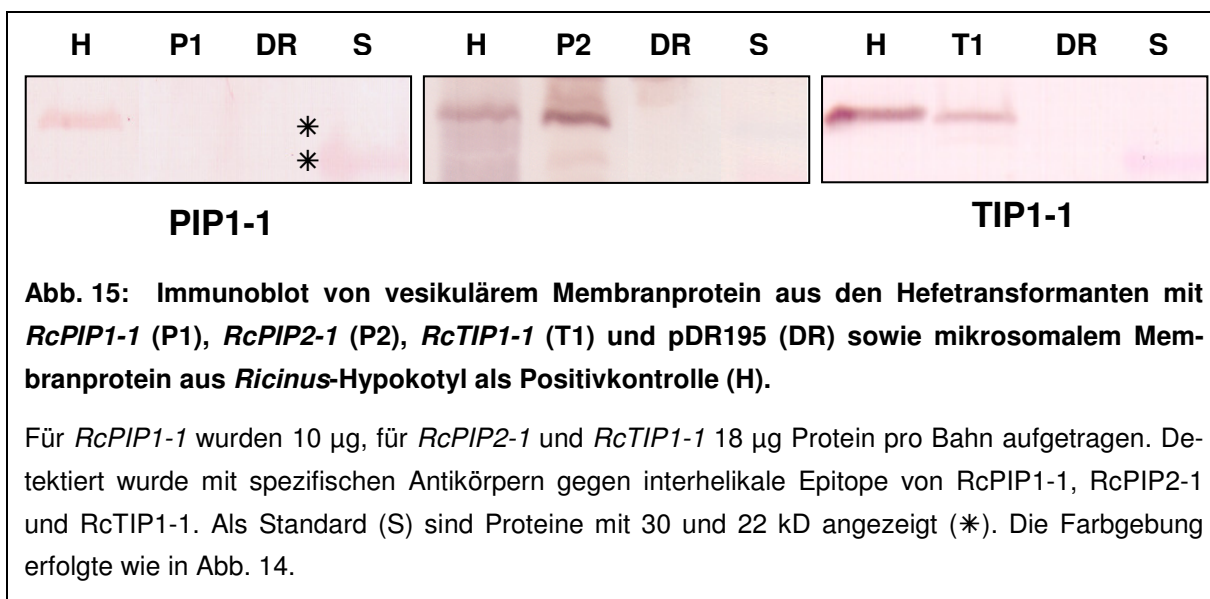 H P1 DR S H P2 DR S H T1 DR S
✳
✳
PIP1-1 TIP1-1
Abb. 15: Immunoblot von vesikulärem Membranprotein aus den Hefetransformanten mit
RcPIP1-1 (P1), RcPIP2-1 (P2), RcTIP1-1 (T1) und pDR195 (DR) sowie mikrosomalem Mem-
branprotein aus Ricinus-Hypokotyl als Positivkontrolle (H).
Für RcPIP1-1 wurden 10 µg, für RcPIP2-1 und RcTIP1-1 18 µg Protein pro Bahn aufgetragen. De-
tektiert wurde mit spezifischen Antikörpern gegen interhelikale Epitope von RcPIP1-1, RcPIP2-1
und RcTIP1-1. Als Standard (S) sind Proteine mit 30 und 22 kD angezeigt (✳). Die Farbgebung
erfolgte wie in Abb. 14.